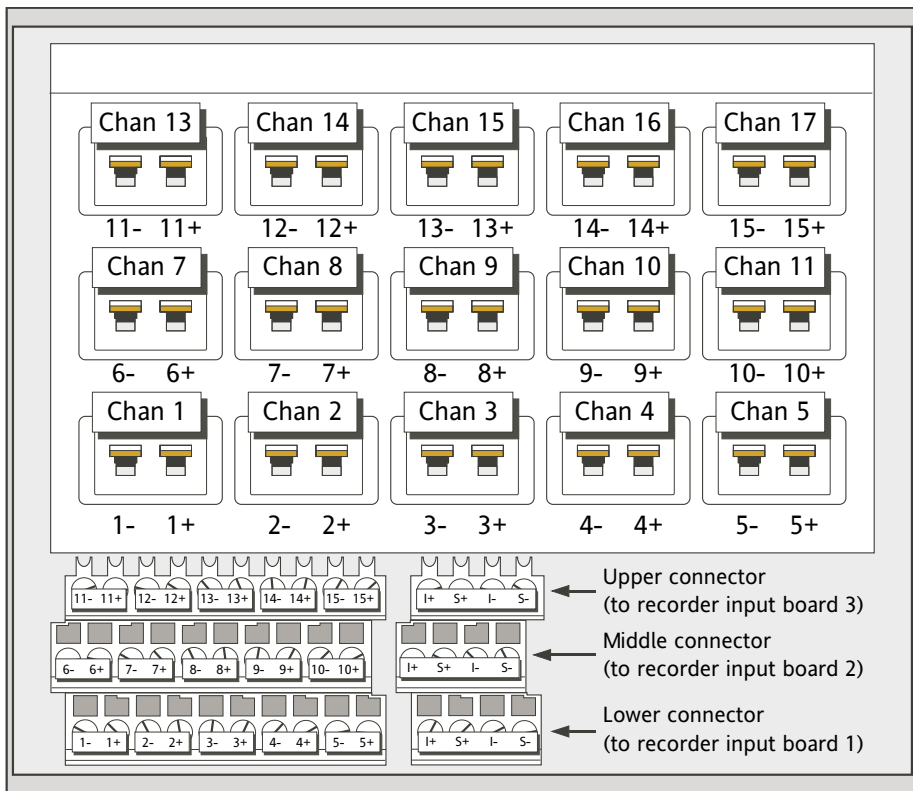 Chan 13 Chan 14 Chan 15 Chan 16 Chan 17
11- 11+ 12- 12+ 13- 13+ 14- 14+ 15- 15+
Chan 7 Chan 8 Chan 9 Chan 10 Chan 11
6- 6+ 7- 7+ 8- 8+ 9- 9+ 10- 10+
Chan 1 Chan 2 Chan 3 Chan 4 Chan 5
1- 1+ 2- 2+ 3- 3+ 4- 4+ 5- 5+
11- 11+ 12- 12+ 13- 13+ 14- 14+ 15- 15+ I+ S+ I- S-
Upper connector
(to recorder input board 3)
6- 6+ 7- 7+ 8- 8+ 9- 9+ 10- 10+ I+ S+ I- S-
Middle connector
(to recorder input board 2)
1- 1+ 2- 2+ 3- 3+ 4- 4+ 5- 5+ I+ S+ I- S-
Lower connector
(to recorder input board 1)